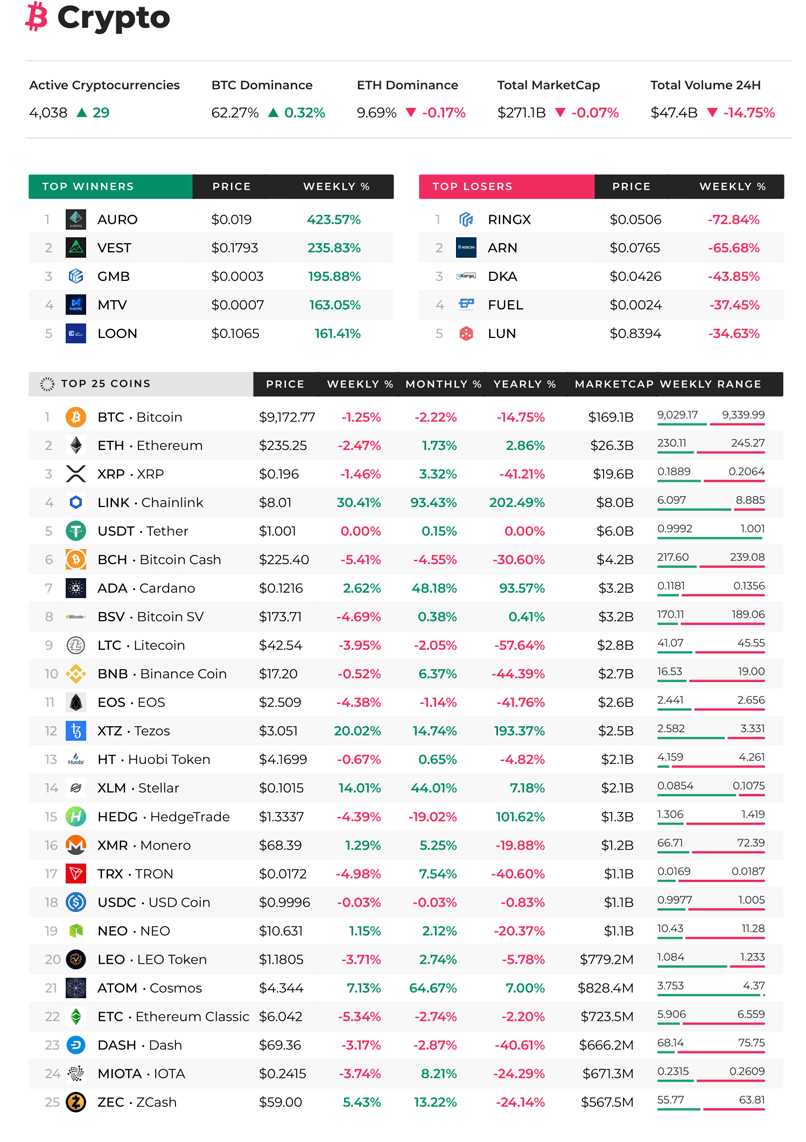 Crypto
Active Cryptocurrencies BTC Dominance ETH Dominance Total MarketCap Total Volume 24H
4,038 ▲ 29 62.27% ▲ 0.32% 9.69% ▼ -0.17% $271.1B ▼ -0.07% $47.4B ▼ -14.75%
TOP WINNERS PRICE WEEKLY %
1 AURO $0.019 423.57%
2 VEST $0.1793 235.83%
3 GMB $0.0003 195.88%
4 MTV $0.0007 163.05%
5 LOON $0.1065 161.41%
TOP LOSERS PRICE WEEKLY %
1 RINGX $0.0506 -72.84%
2 ARN $0.0765 -65.68%
3 DKA $0.0426 -43.85%
4 FUEL $0.0024 -37.45%
5 LUN $0.8394 -34.63%
TOP 25 COINS PRICE WEEKLY % MONTHLY % YEARLY % MARKETCAP WEEKLY RANGE
1 BTC · Bitcoin $9,172.77 -1.25% -2.22% -14.75% $169.1B 9,029.17 9,339.99
2 ETH · Ethereum $235.25 -2.47% 1.73% 2.86% $26.3B 230.11 245.27
3 XRP · XRP $0.196 -1.46% 3.32% -41.21% $19.6B 0.1889 0.2064
4 LINK · Chainlink $8.01 30.41% 93.43% 202.49% $8.0B 6.097 8.885
5 USDT · Tether $1.001 0.00% 0.15% 0.00% $6.0B 0.9992 1.001
6 BCH · Bitcoin Cash $225.40 -5.41% -4.55% -30.60% $4.2B 217.60 239.08
7 ADA · Cardano $0.1216 2.62% 48.18% 93.57% $3.2B 0.1181 0.1356
8 BSV · Bitcoin SV $173.71 -4.69% 0.38% 0.41% $3.2B 170.11 189.06
9 LTC · Litecoin $42.54 -3.95% -2.05% -57.64% $2.8B 41.07 45.55
10 BNB · Binance Coin $17.20 -0.52% 6.37% -44.39% $2.7B 16.53 19.00
11 EOS · EOS $2.509 -4.38% -1.14% -41.76% $2.6B 2.441 2.656
12 XTZ · Tezos $3.051 20.02% 14.74% 193.37% $2.5B 2.582 3.331
13 Huobi HT · Huobi Token $4.1699 -0.67% 0.65% -4.82% $2.1B 4.159 4.261
14 XLM · Stellar $0.1015 14.01% 44.01% 7.18% $2.1B 0.0854 0.1075
15 HEDG · HedgeTrade $1.3337 -4.39% -19.02% 101.62% $1.3B 1.306 1.419
16 XMR · Monero $68.39 1.29% 5.25% -19.88% $1.2B 66.71 72.39
17 TRX · TRON $0.0172 -4.98% 7.54% -40.60% $1.1B 0.0169 0.0187
18 USDC · USD Coin $0.9996 -0.03% -0.03% -0.83% $1.1B 0.9977 1.005
19 NEO · NEO $10.631 1.15% 2.12% -20.37% $1.1B 10.43 11.28
20 LEO · LEO Token $1.1805 -3.71% 2.74% -5.78% $779.2M 1.084 1.233
21 ATOM · Cosmos $4.344 7.13% 64.67% 7.00% $828.4M 3.753 4.37
22 ETC · Ethereum Classic $6.042 -5.34% -2.74% -2.20% $723.5M 5.906 6.559
23 DASH · Dash $69.36 -3.17% -2.87% -40.61% $666.2M 68.14 75.75
24 MIOTA · IOTA $0.2415 -3.74% 8.21% -24.29% $671.3M 0.2315 0.2609
25 ZEC · ZCash $59.00 5.43% 13.22% -24.14% $567.5M 55.77 63.81